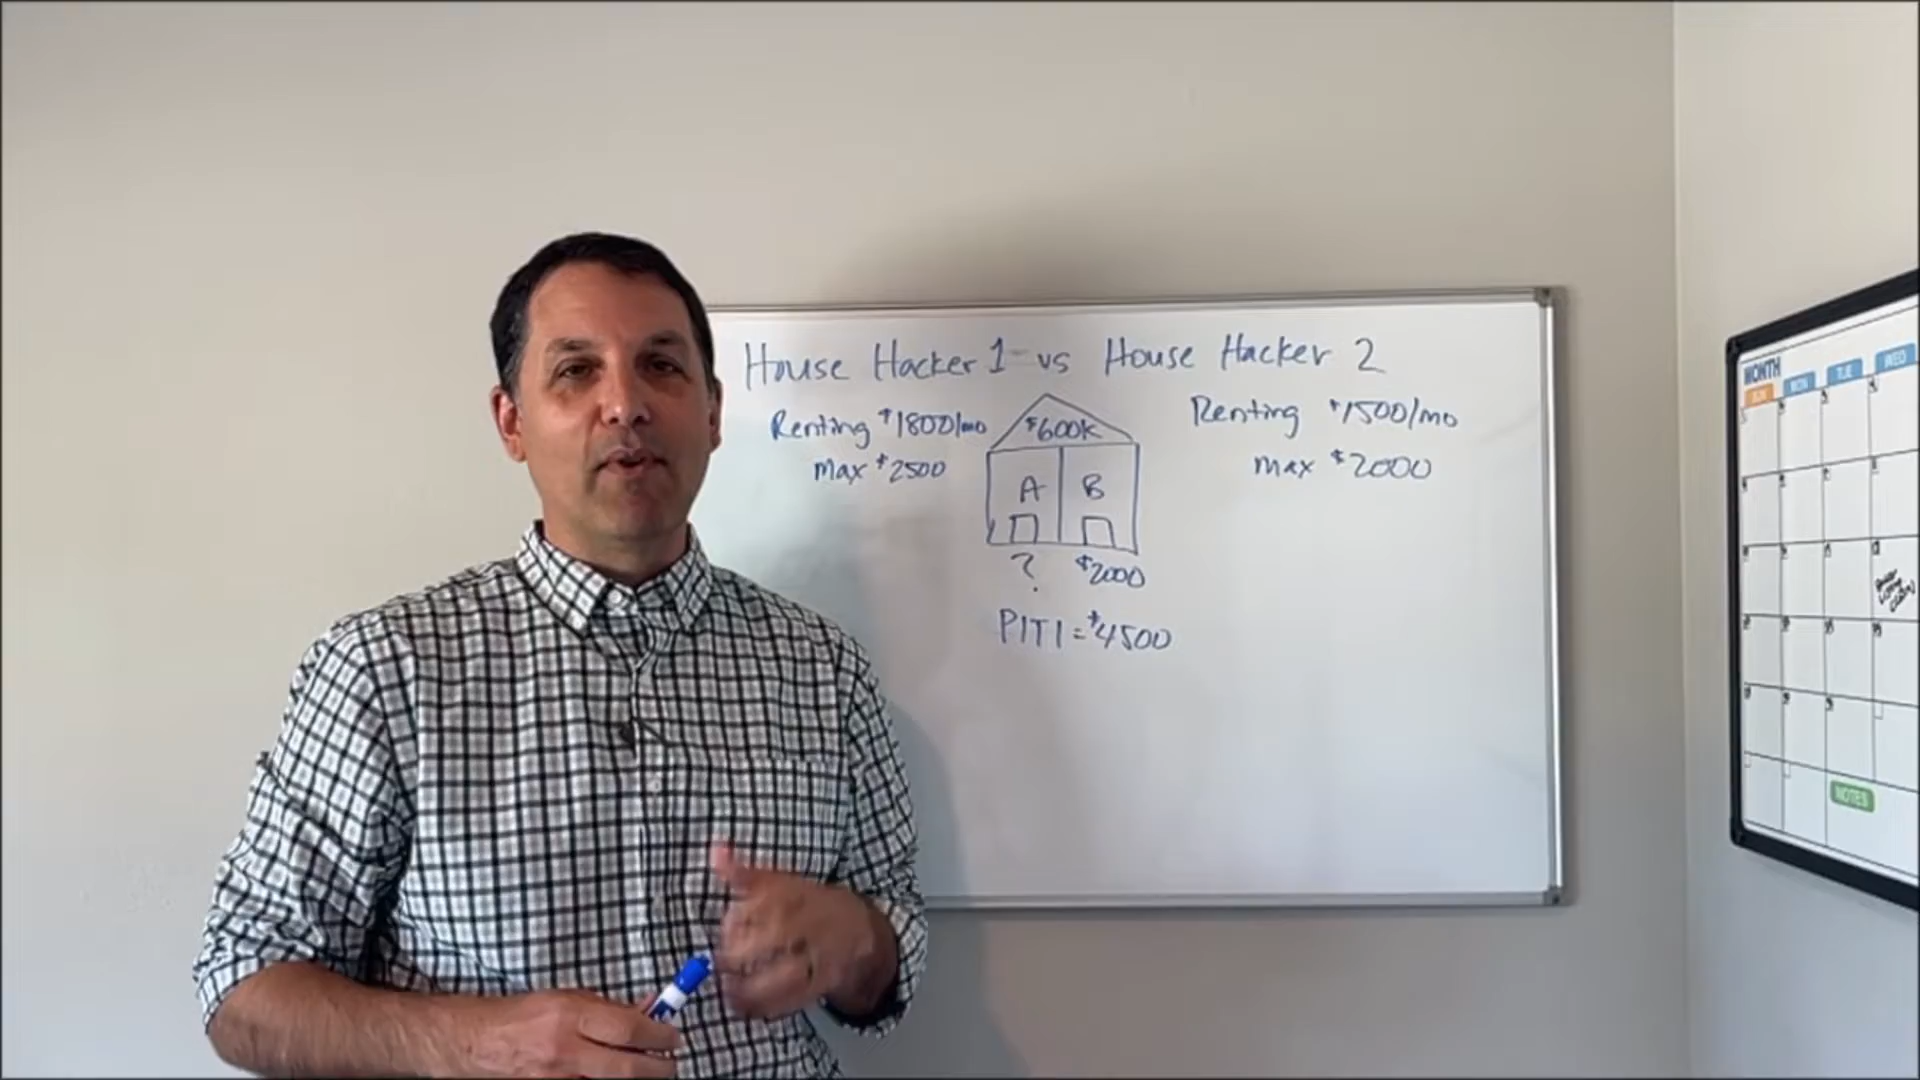 House Hacker 1 vs House Hacker 2
Renting $1800/mo
max $2500
$600k
A B
? $2000
PITI = $4500
Renting $1500/mo
max $2000
MONTH
SUN MON TUE WED
NOTES